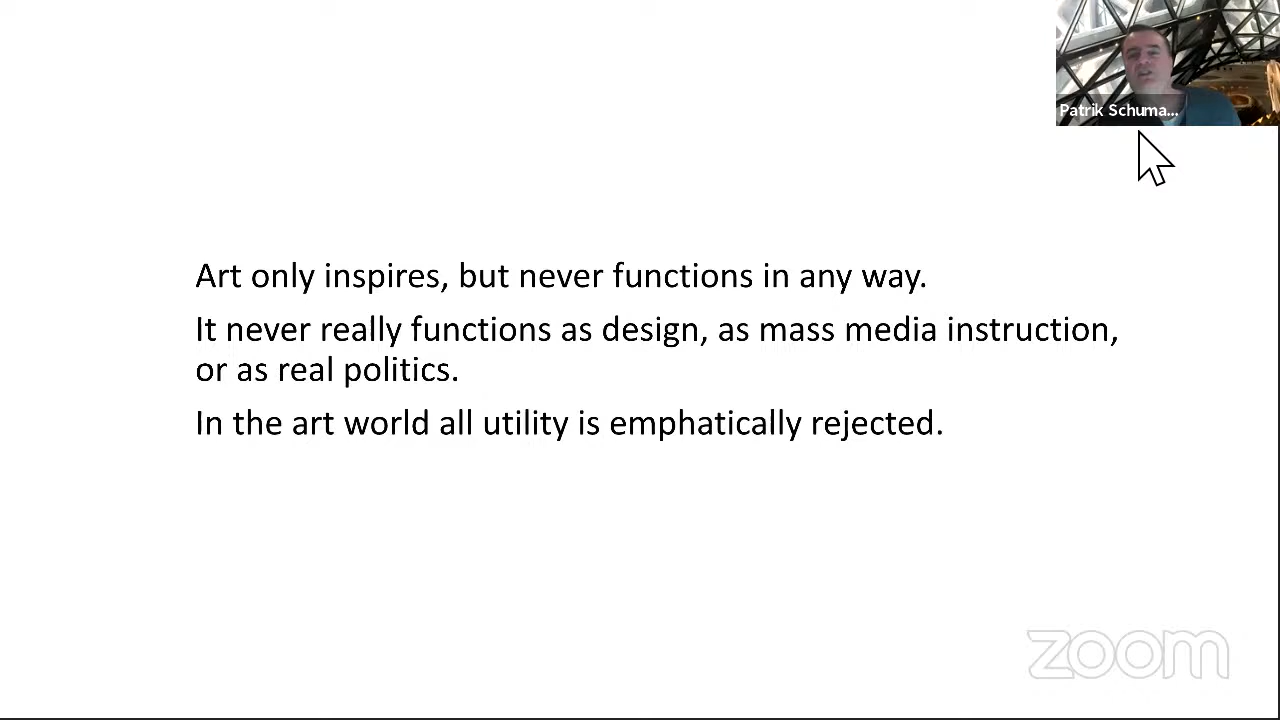 Patrik Schuma...
Art only inspires, but never functions in any way.
It never really functions as design, as mass media instruction,
or as real politics.
In the art world all utility is emphatically rejected.
zoom